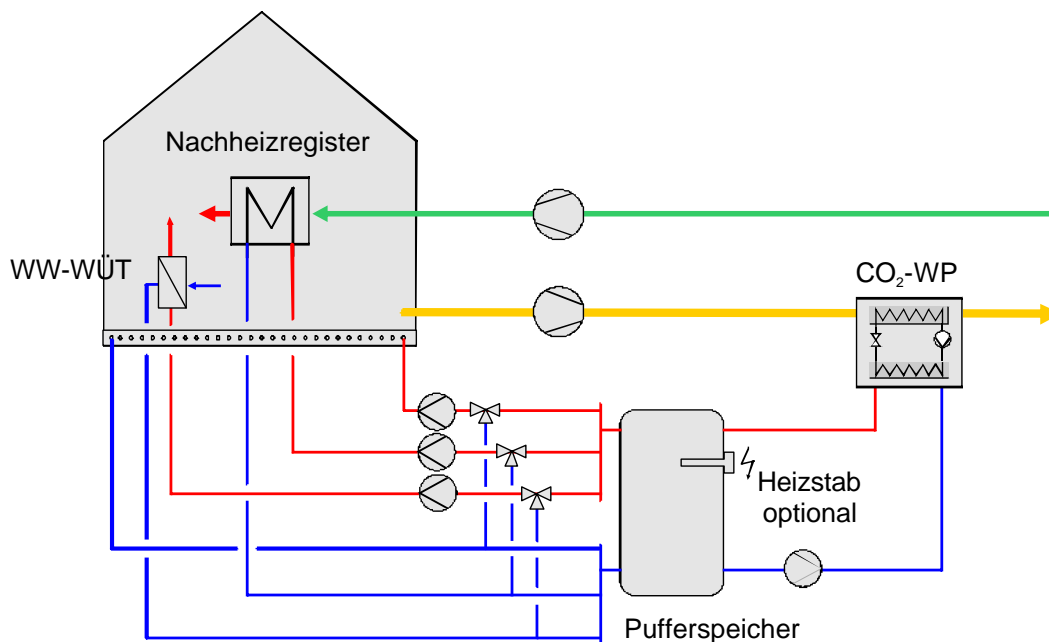 Nachheizregister
WW-WÜT
CO₂-WP
Heizstab
optional
Pufferspeicher